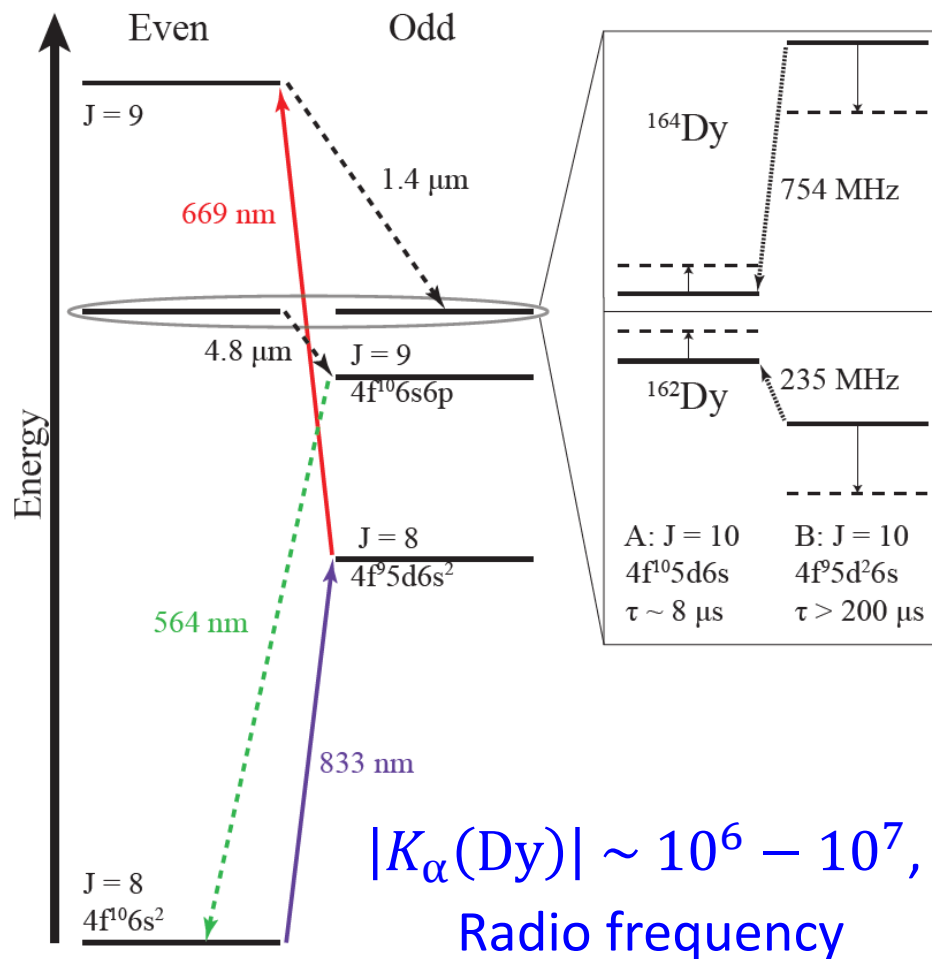 Even
Odd
Energy
J = 9
669 nm
1.4 μm
4.8 μm
J = 9
4f¹⁰6s6p
J = 8
4f⁹5d6s²
564 nm
833 nm
J = 8
4f¹⁰6s²
¹⁶⁴Dy
754 MHz
¹⁶²Dy
235 MHz
A: J = 10
4f¹⁰5d6s
τ ~ 8 μs
B: J = 10
4f⁹5d²6s
τ > 200 μs
|K_α(Dy)| ~ 10⁶ − 10⁷,
Radio frequency